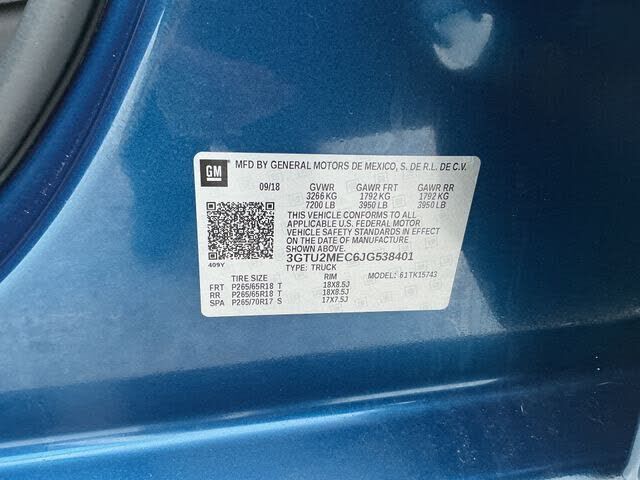 GM
MFD BY GENERAL MOTORS DE MEXICO, S. DE R.L. DE C.V.
09/18 GVWR GAWR FRT GAWR RR
3266 KG 1792 KG 1792 KG
7200 LB 3950 LB 3950 LB
THIS VEHICLE CONFORMS TO ALL
APPLICABLE U.S. FEDERAL MOTOR
VEHICLE SAFETY STANDARDS IN EFFECT
ON THE DATE OF MANUFACTURE
SHOWN ABOVE.
3GTU2MEC6JG538401
409Y TYPE: TRUCK
TIRE SIZE RIM MODEL: 61TK15743
FRT P265/65R18 T 18X8.5J
RR P265/65R18 T 18X8.5J
SPA P265/70R17 S 17X7.5J